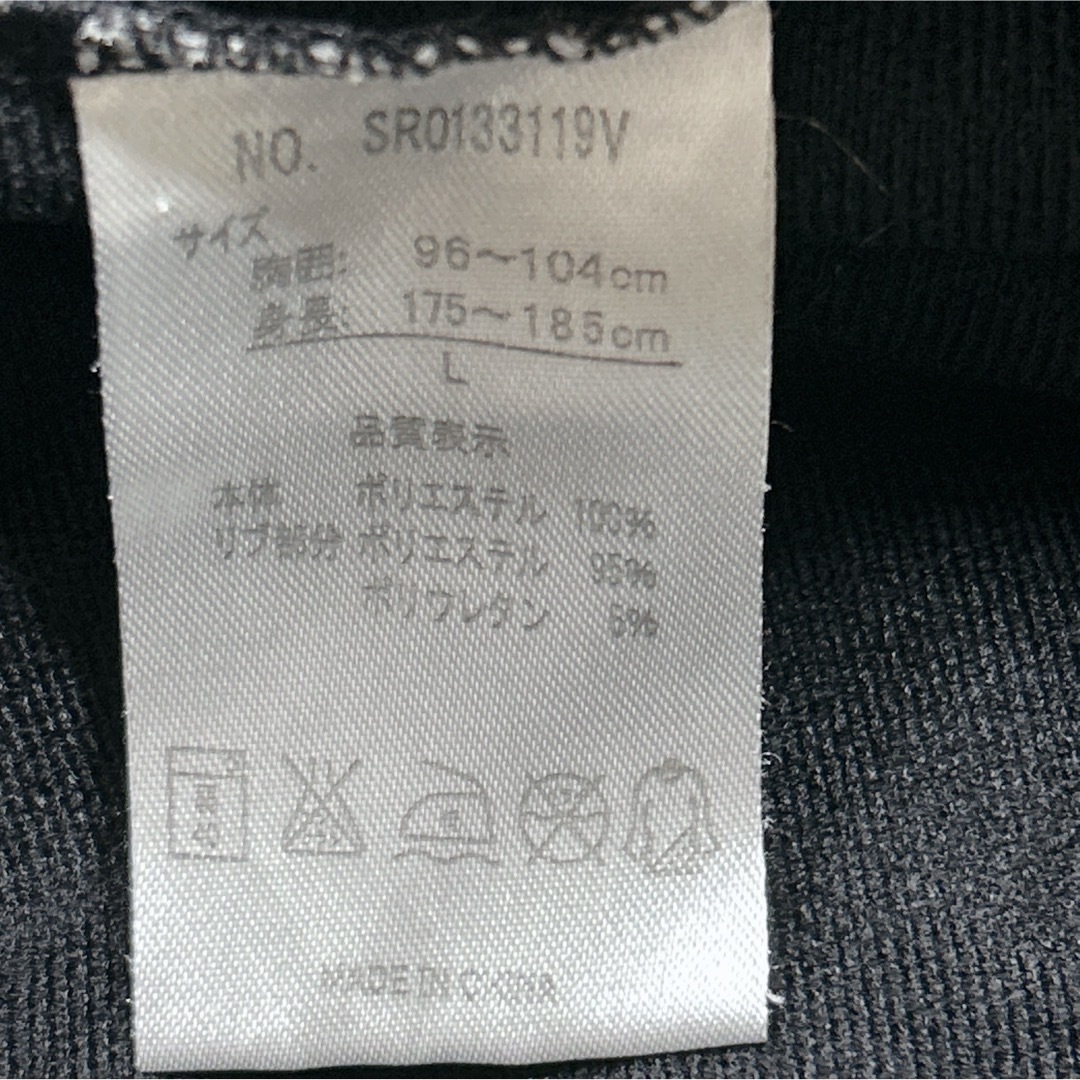 NO. SR0133119V
サイズ
胸囲: 96〜104cm
身長: 175〜185cm
L
品質表示
本体 ポリエステル 100%
リブ部分 ポリエステル 95%
ポリウレタン 5%
MADE IN CHINA